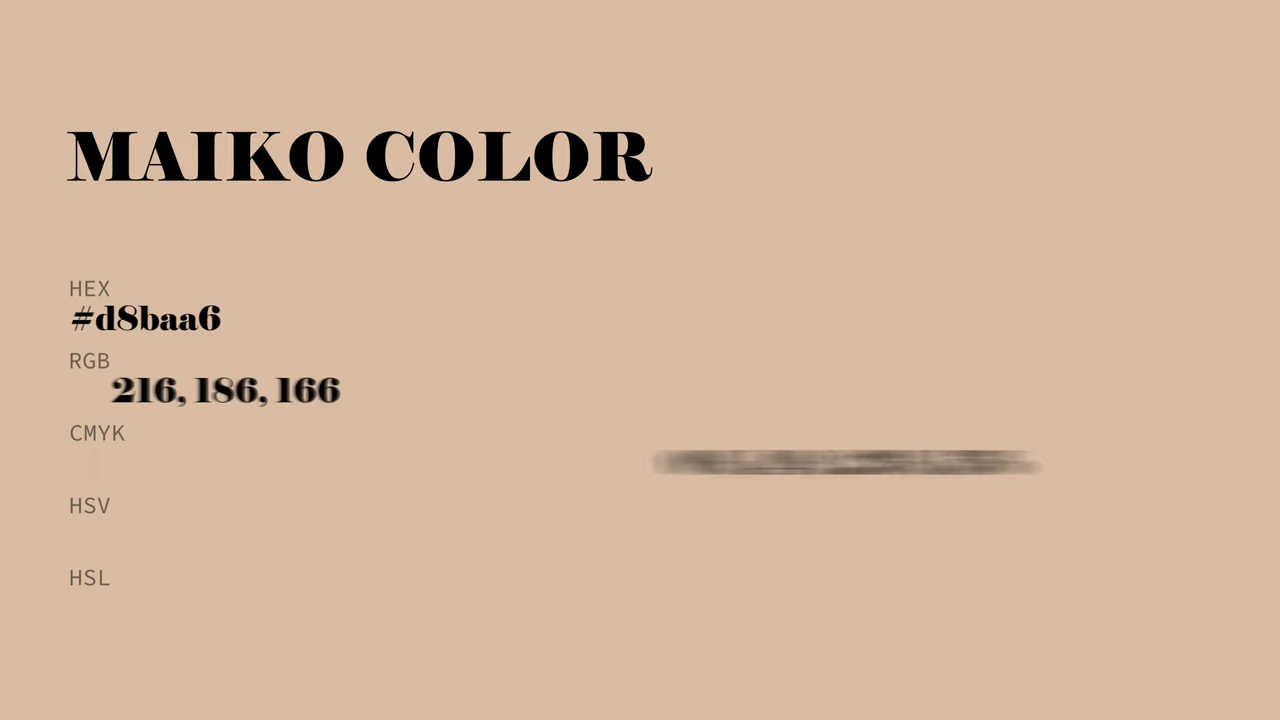 MAIKO COLOR
HEX
#d8baa6
RGB
216, 186, 166
CMYK
HSV
HSL